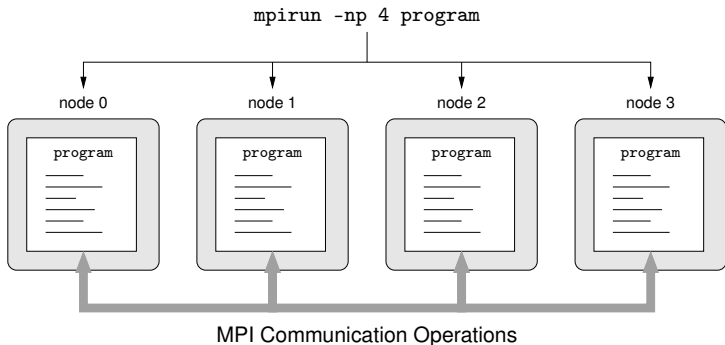 mpirun -np 4 program
node 0 node 1 node 2 node 3
program program program program
MPI Communication Operations